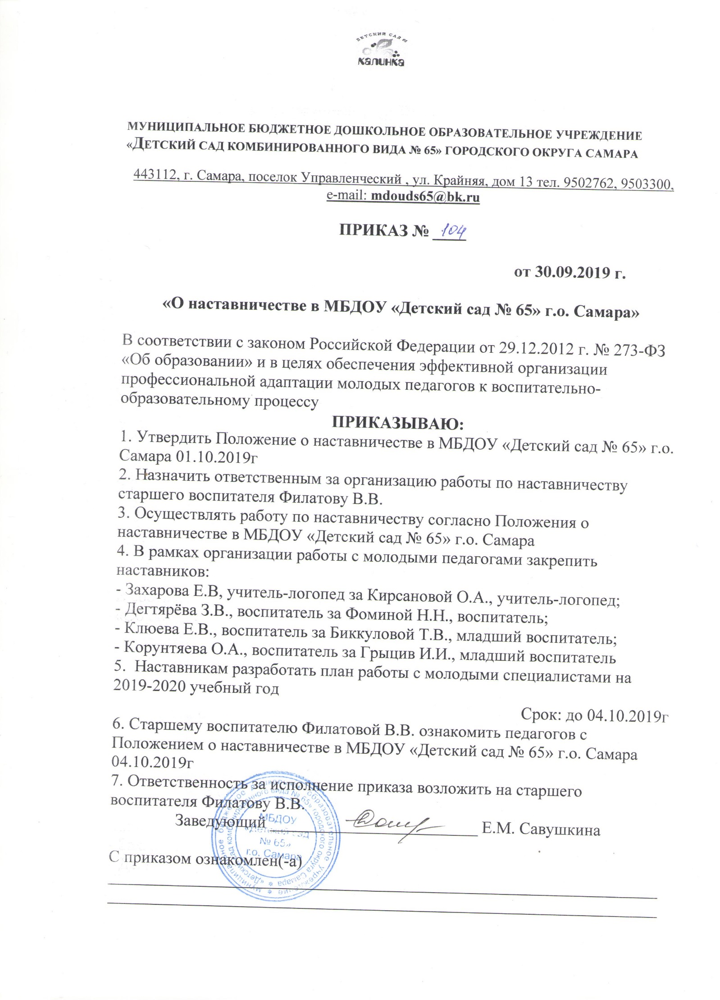 ДЕТСКИЙ САД 65
калинка
МУНИЦИПАЛЬНОЕ БЮДЖЕТНОЕ ДОШКОЛЬНОЕ ОБРАЗОВАТЕЛЬНОЕ УЧРЕЖДЕНИЕ
«ДЕТСКИЙ САД КОМБИНИРОВАННОГО ВИДА № 65» ГОРОДСКОГО ОКРУГА САМАРА
443112, г. Самара, поселок Управленческий , ул. Крайняя, дом 13 тел. 9502762, 9503300,
e-mail: mdouds65@bk.ru
ПРИКАЗ № 104
от 30.09.2019 г.
«О наставничестве в МБДОУ «Детский сад № 65» г.о. Самара»
В соответствии с законом Российской Федерации от 29.12.2012 г. № 273-ФЗ
«Об образовании» и в целях обеспечения эффективной организации
профессиональной адаптации молодых педагогов к воспитательно-
образовательному процессу
ПРИКАЗЫВАЮ:
1. Утвердить Положение о наставничестве в МБДОУ «Детский сад № 65» г.о.
Самара 01.10.2019г
2. Назначить ответственным за организацию работы по наставничеству
старшего воспитателя Филатову В.В.
3. Осуществлять работу по наставничеству согласно Положения о
наставничестве в МБДОУ «Детский сад № 65» г.о. Самара
4. В рамках организации работы с молодыми педагогами закрепить
наставников:
- Захарова Е.В, учитель-логопед за Кирсановой О.А., учитель-логопед;
- Дегтярёва З.В., воспитатель за Фоминой Н.Н., воспитатель;
- Клюева Е.В., воспитатель за Биккуловой Т.В., младший воспитатель;
- Корунтяева О.А., воспитатель за Грыцив И.И., младший воспитатель
5. Наставникам разработать план работы с молодыми специалистами на
2019-2020 учебный год
Срок: до 04.10.2019г
6. Старшему воспитателю Филатовой В.В. ознакомить педагогов с
Положением о наставничестве в МБДОУ «Детский сад № 65» г.о. Самара
04.10.2019г
7. Ответственность за исполнение приказа возложить на старшего
воспитателя Филатову В.В.
Заведующий Е.М. Савушкина
С приказом ознакомлен(-а)
муниципальное бюджетное дошкольное образовательное учреждение *
«Детский сад комбинированного вида № 65» городского округа Самара *
МБДОУ
«Детский сад
№ 65»
г.о. Самара